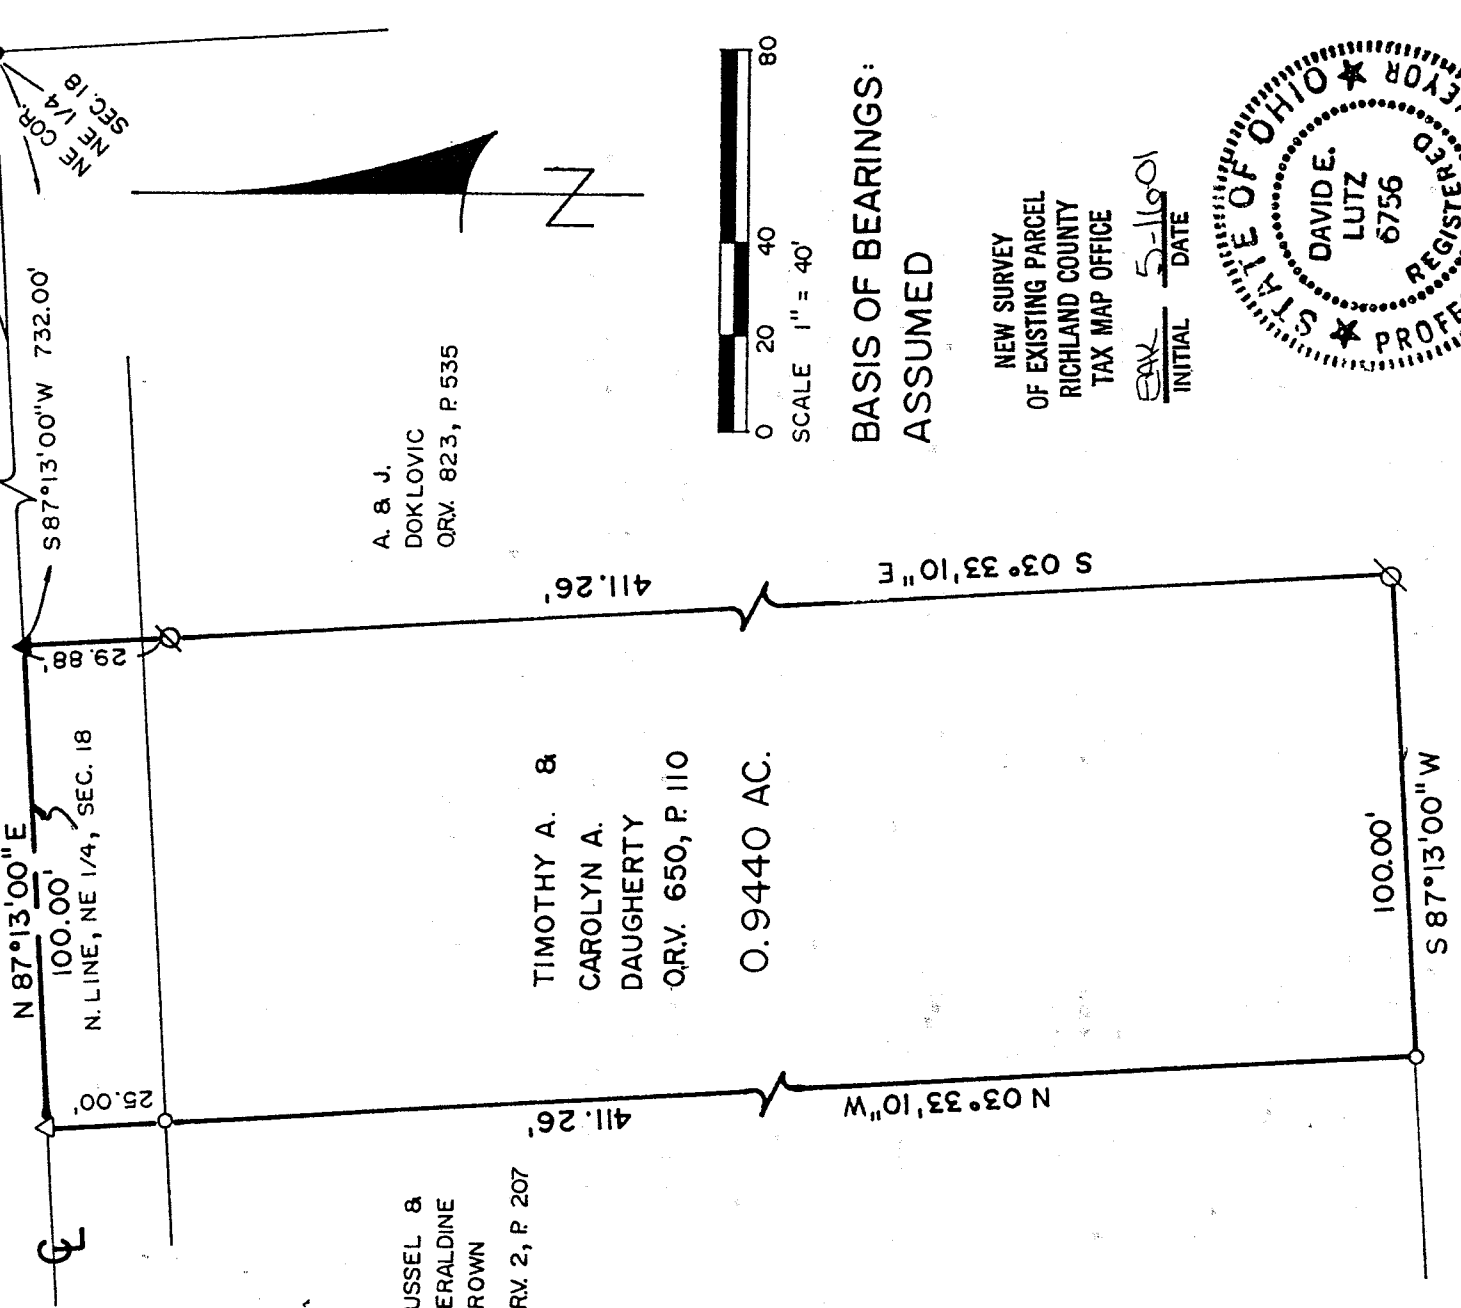 NE COR.
NE 1/4
SEC. 18
S 87°13'00"W 732.00'
N 87°13'00"E
100.00'
N. LINE, NE 1/4, SEC. 18
29.88'
25.00'
N
A. & J.
DOKLOVIC
O.R.V. 823, P. 535
411.26'
S 03° 33'10" E
TIMOTHY A. &
CAROLYN A.
DAUGHERTY
O.R.V. 650, P. 110
0.9440 AC.
411.26'
N 03° 33'10" W
100.00'
S 87°13'00" W
CL
USSEL &
ERALDINE
ROWN
RV. 2, P. 207
0 20 40 80
SCALE 1" = 40'
BASIS OF BEARINGS:
ASSUMED
NEW SURVEY
OF EXISTING PARCEL
RICHLAND COUNTY
TAX MAP OFFICE
5-16-01
INITIAL DATE
STATE OF OHIO
DAVID E.
LUTZ
6756
REGISTERED
PROFE
EYOR